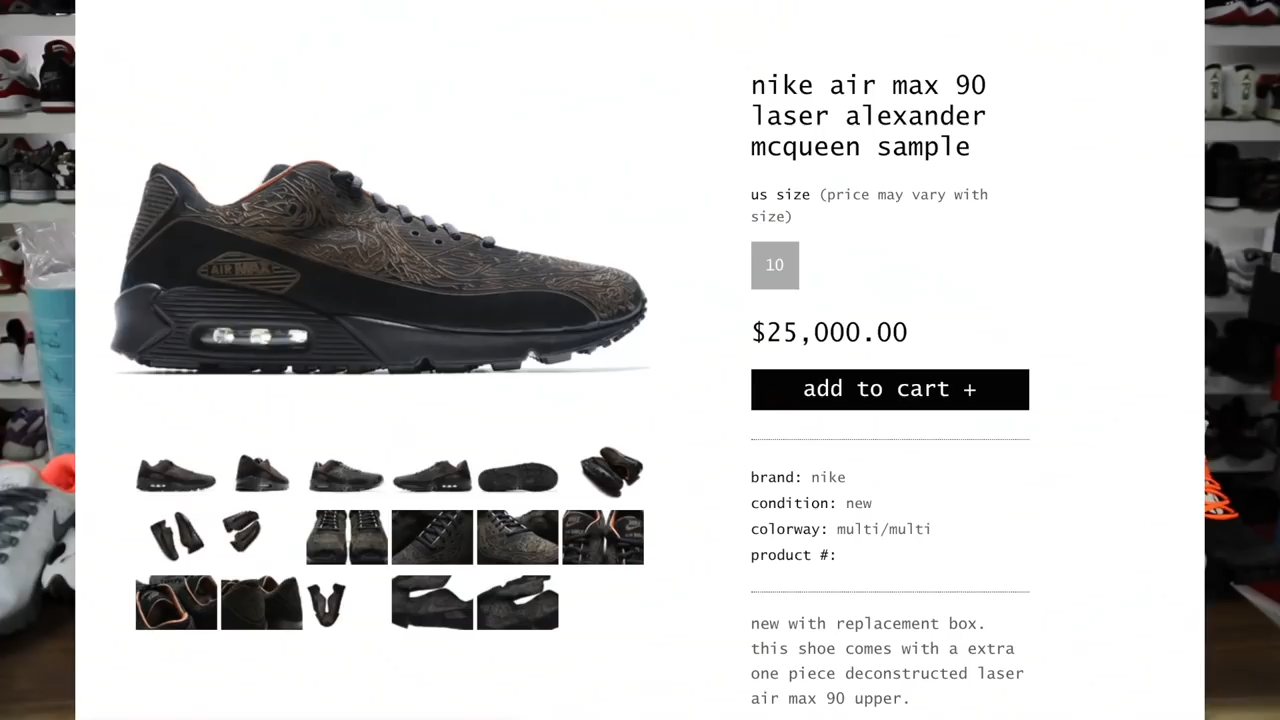 nike air max 90
laser alexander
mcqueen sample
us size (price may vary with
size)
10
$25,000.00
add to cart +
brand: nike
condition: new
colorway: multi/multi
product #:
new with replacement box.
this shoe comes with a extra
one piece deconstructed laser
air max 90 upper.
AIR MAX